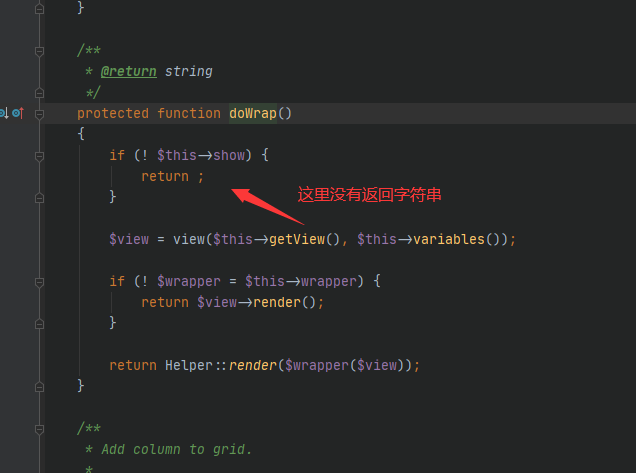 }
/**
* @return string
*/
protected function doWrap()
{
if (! $this->show) {
return ;
}
这里没有返回字符串
$view = view($this->getView(), $this->variables());
if (! $wrapper = $this->wrapper) {
return $view->render();
}
return Helper::render($wrapper($view));
}
/**
* Add column to grid.
*